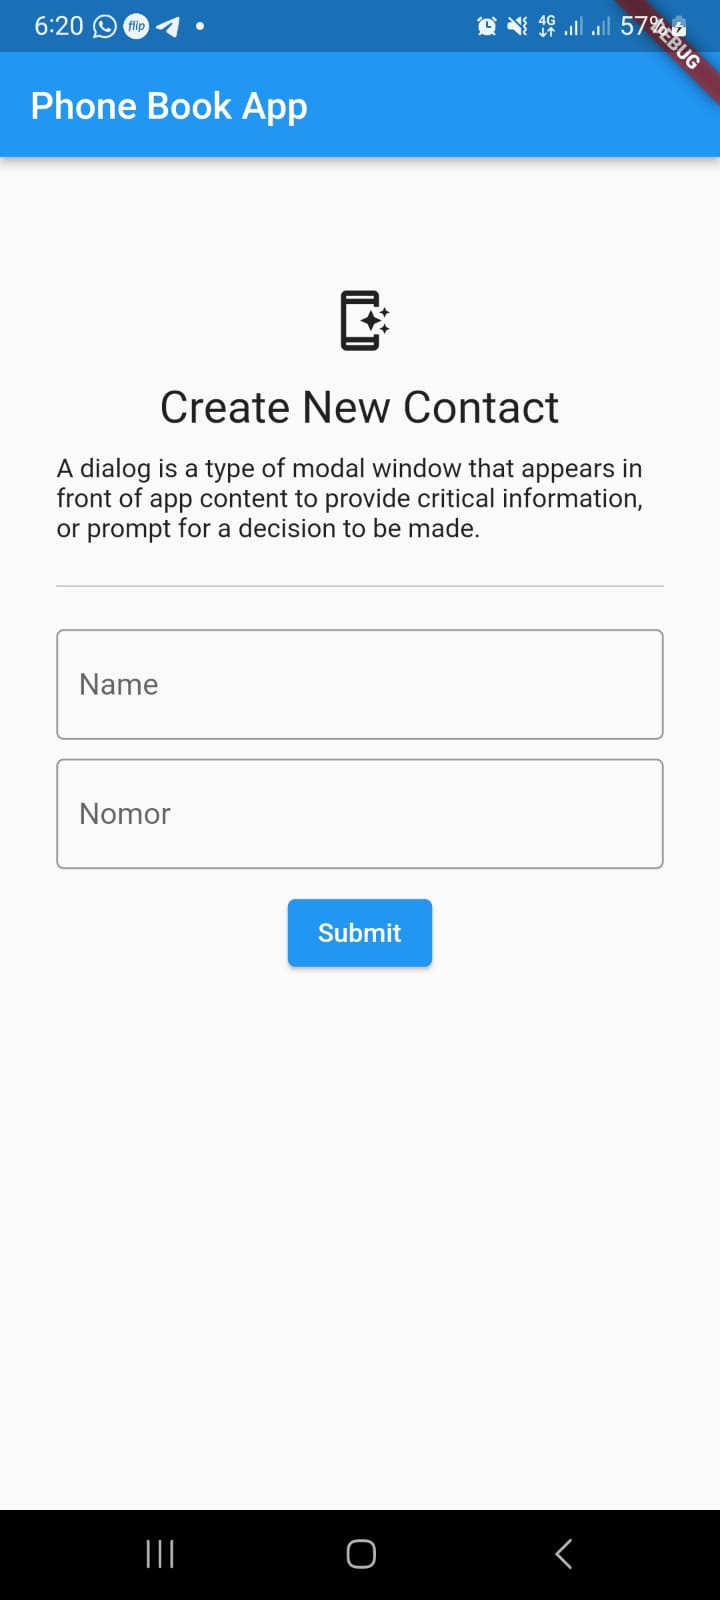 6:20 flip 4G 57%
DEBUG
Phone Book App
Create New Contact
A dialog is a type of modal window that appears in
front of app content to provide critical information,
or prompt for a decision to be made.
Name
Nomor
Submit